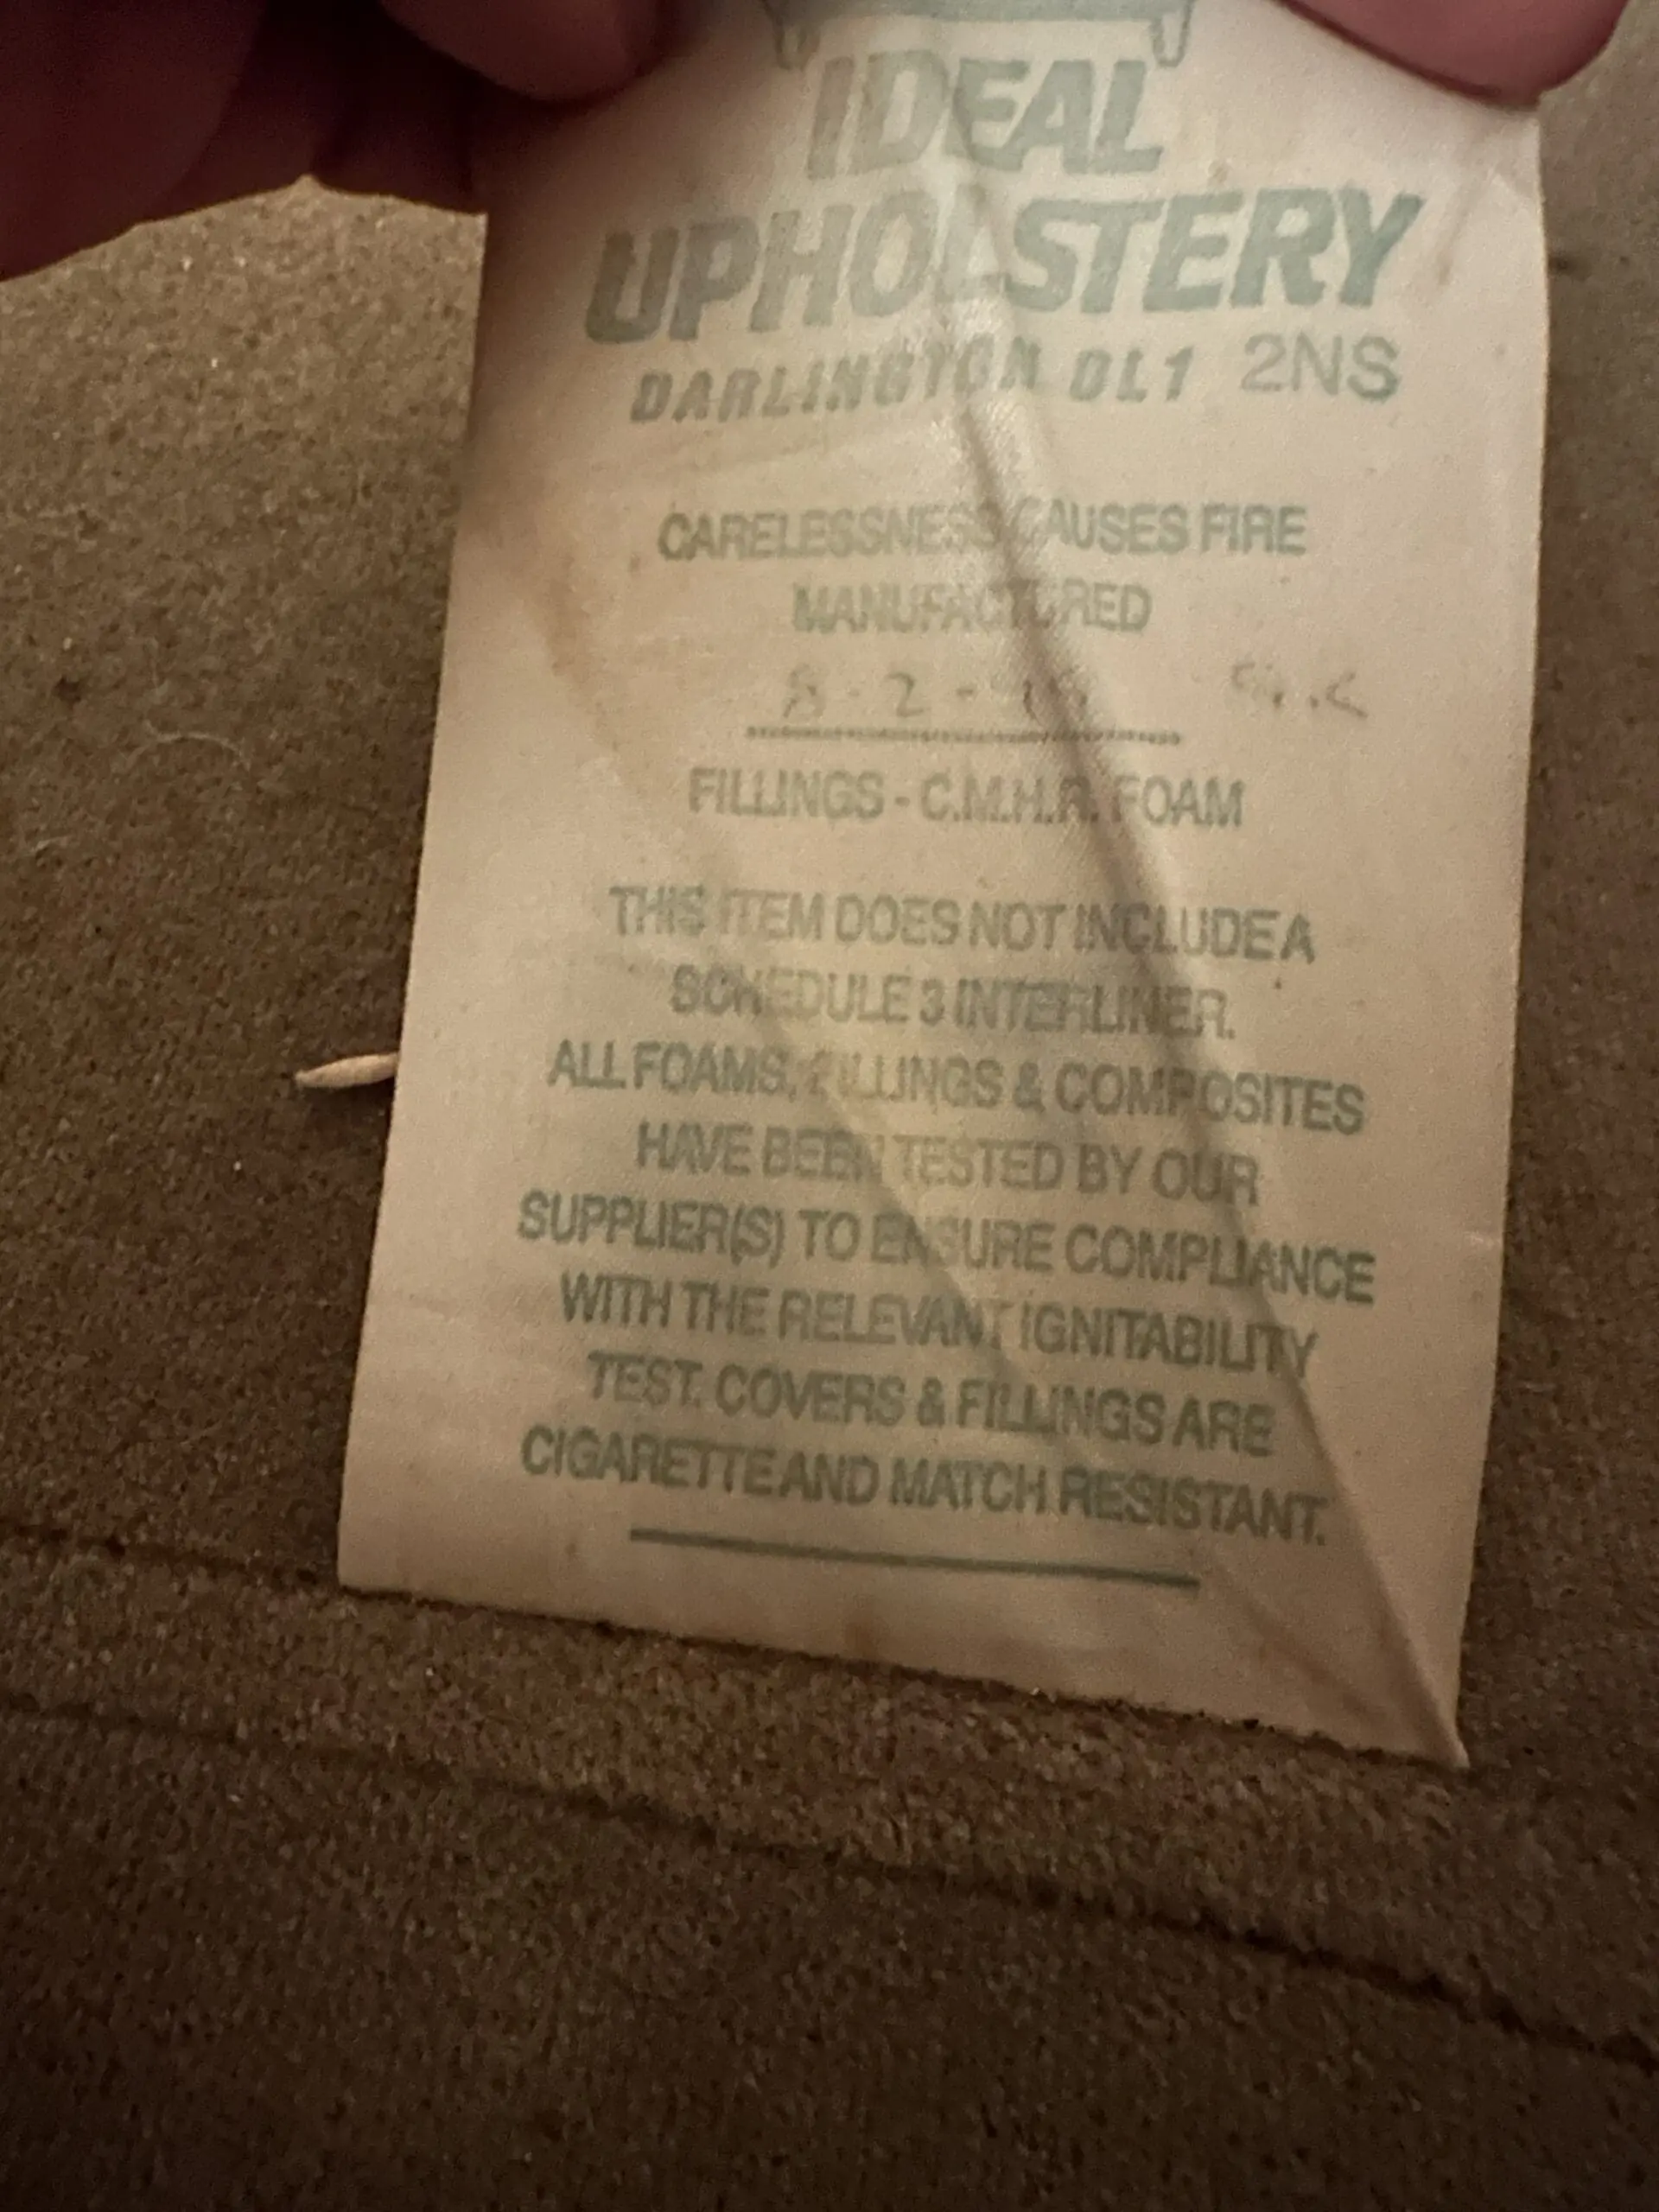 IDEAL
UPHOLSTERY
DARLINGTON DL1 2NS
CARELESSNESS CAUSES FIRE
MANUFACTURED
8 - 2 -
FILLINGS - C.M.H.R. FOAM
THIS ITEM DOES NOT INCLUDE A
SCHEDULE 3 INTERLINER.
ALL FOAMS, FILLINGS & COMPOSITES
HAVE BEEN TESTED BY OUR
SUPPLIER(S) TO ENSURE COMPLIANCE
WITH THE RELEVANT IGNITABILITY
TEST. COVERS & FILLINGS ARE
CIGARETTE AND MATCH RESISTANT.